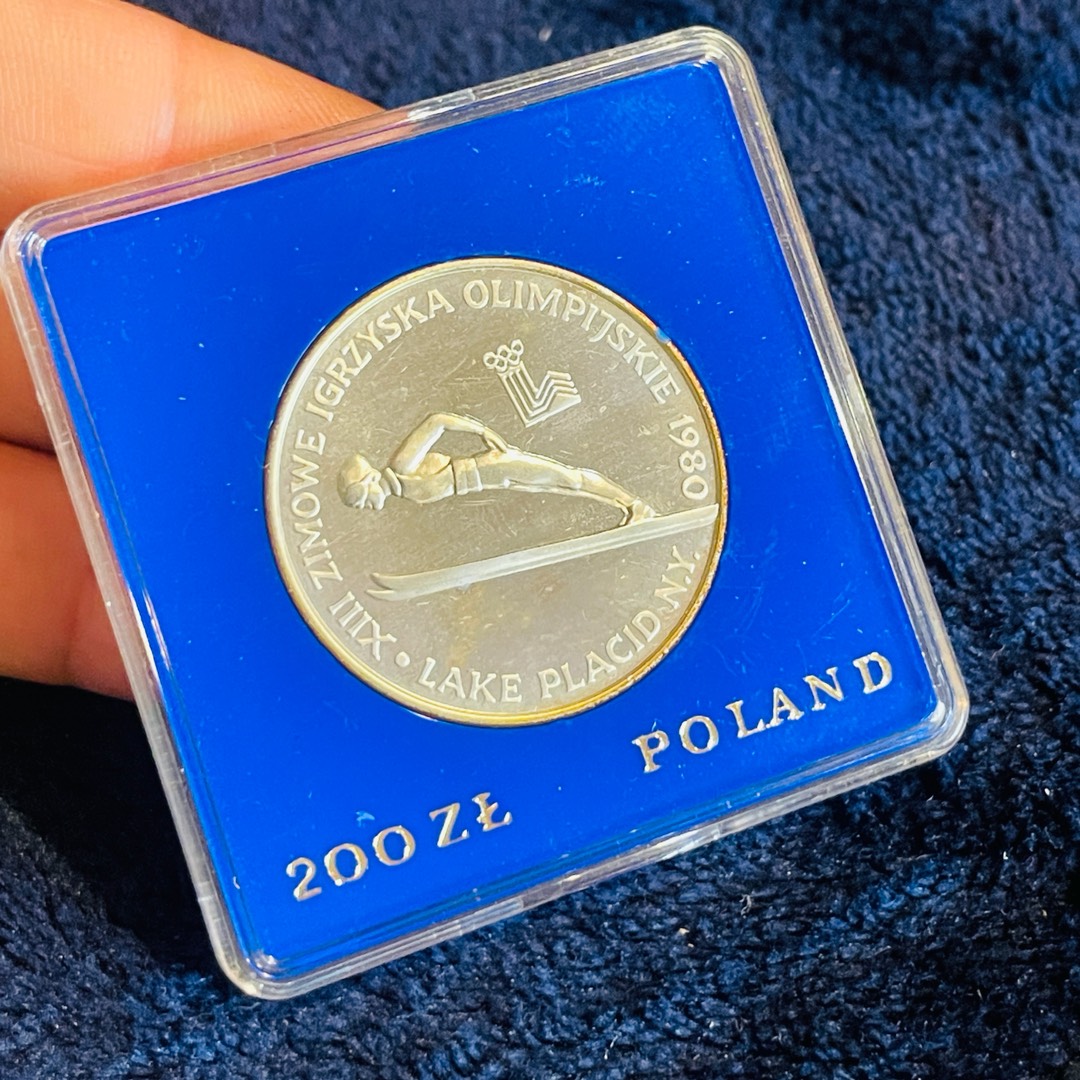 XIII ZIMOWE IGRZYSKA OLIMPIJSKIE 1980
• LAKE PLACID.N.Y.
200 ZŁ
POLAND